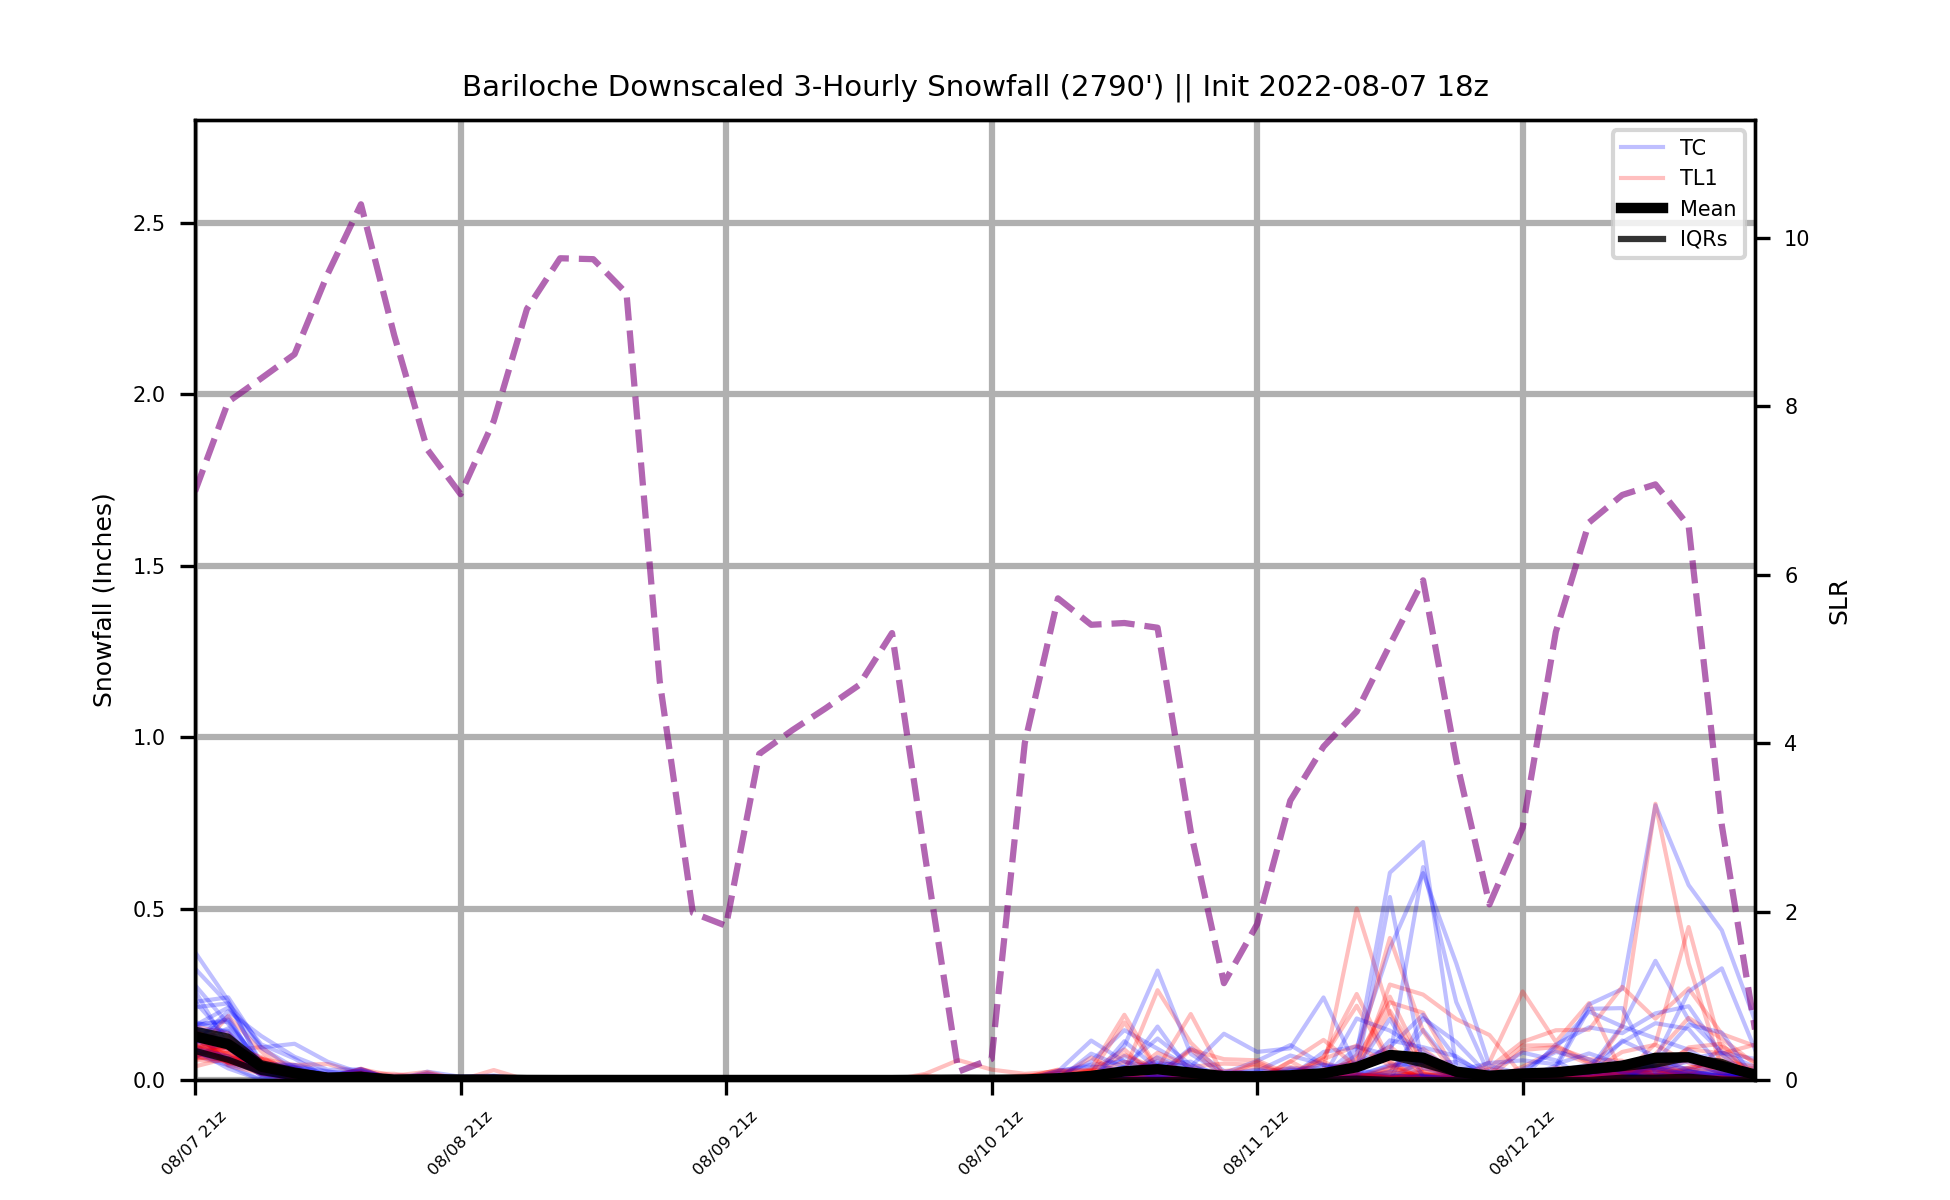 Bariloche Downscaled 3-Hourly Snowfall (2790') || Init 2022-08-07 18z
TC
TL1
Mean
IQRs
Snowfall (Inches)
2.5
2.0
1.5
1.0
0.5
0.0
10
8
6
4
2
0
SLR
08/07 21z
08/08 21z
08/09 21z
08/10 21z
08/11 21z
08/12 21z